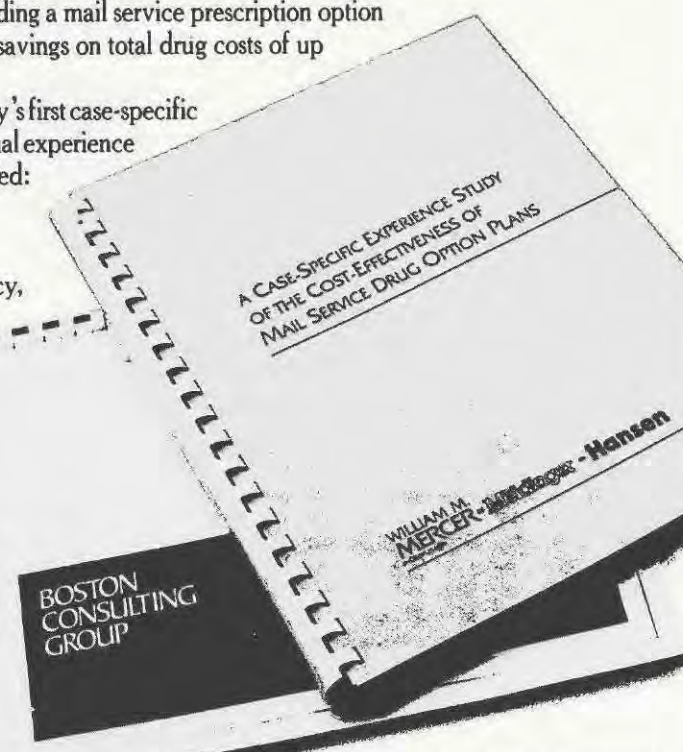 ding a mail service prescription option
savings on total drug costs of up
y's first case-specific
ual experience
ed:
cy,
A CASE-SPECIFIC EXPERIENCE STUDY
OF THE COST-EFFECTIVENESS OF
MAIL SERVICE DRUG OPTION PLANS
WILLIAM M.
MERCER-Meidinger-Hansen
BOSTON
CONSULTING
GROUP